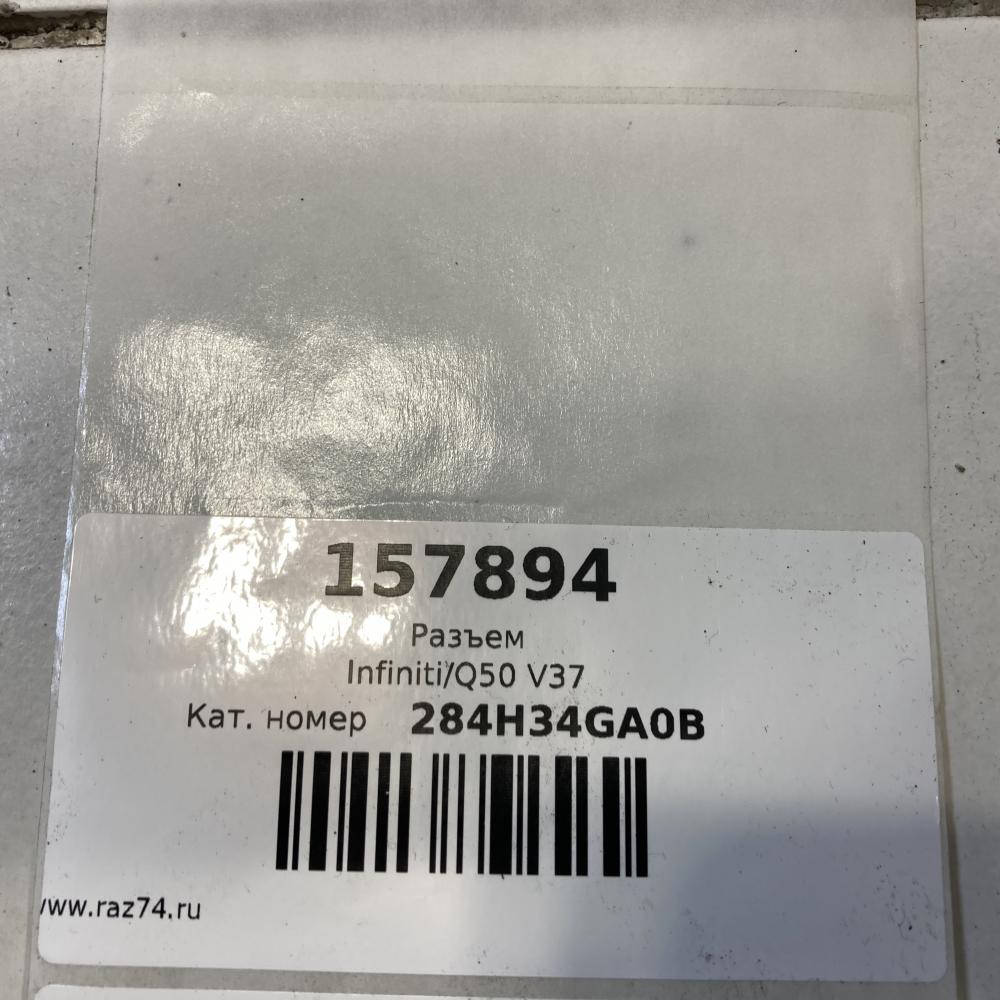 157894
Разъем
Infiniti/Q50 V37
Кат. номер 284H34GA0B
www.raz74.ru